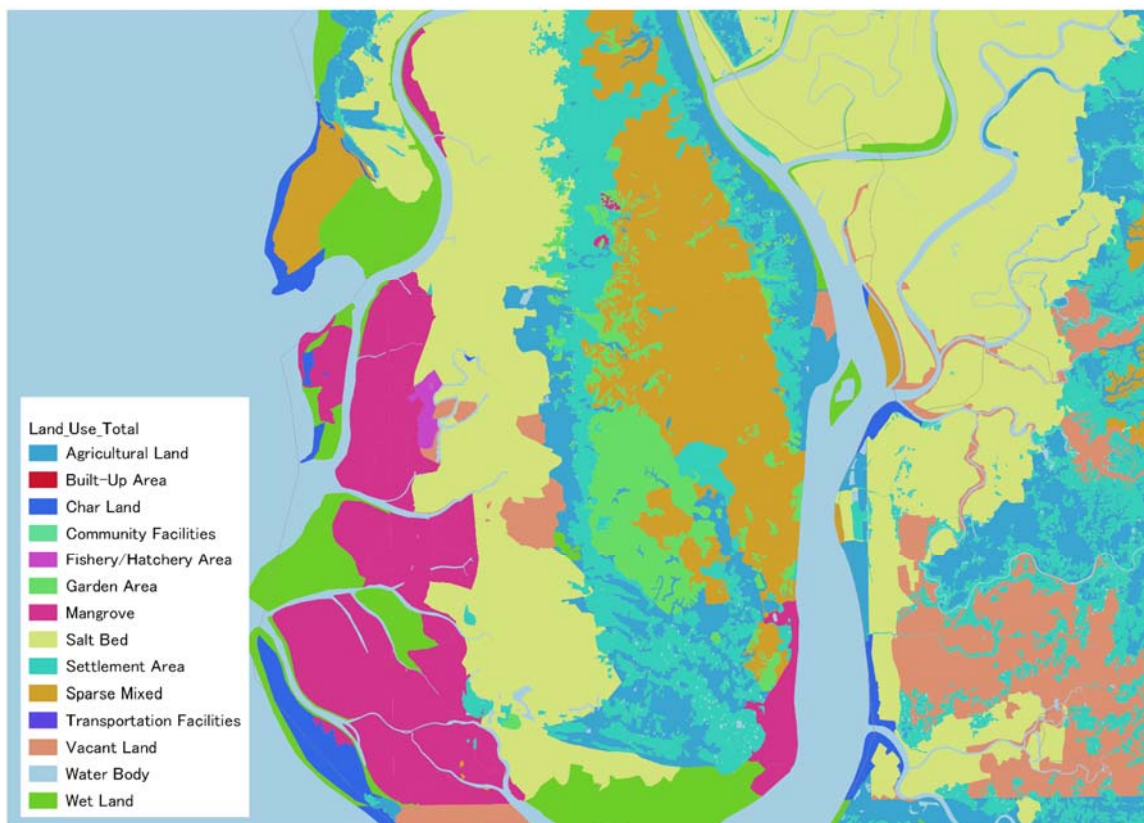 Land_Use_Total
Agricultural Land
Built-Up Area
Char Land
Community Facilities
Fishery/Hatchery Area
Garden Area
Mangrove
Salt Bed
Settlement Area
Sparse Mixed
Transportation Facilities
Vacant Land
Water Body
Wet Land